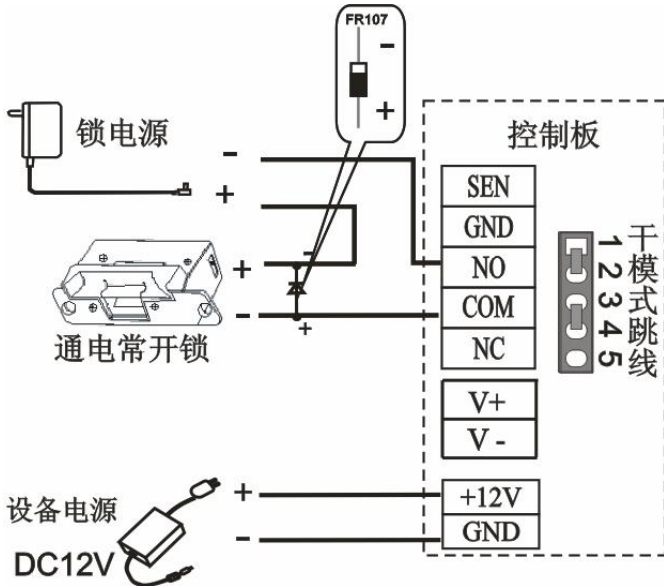 FR107
-
+
锁电源
-
+
+
-
通电常开锁
-
+
控制板
SEN
GND
NO
COM
NC
V+
V -
+12V
GND
干模式跳线
1
2
3
4
5
设备电源
DC12V
+
-